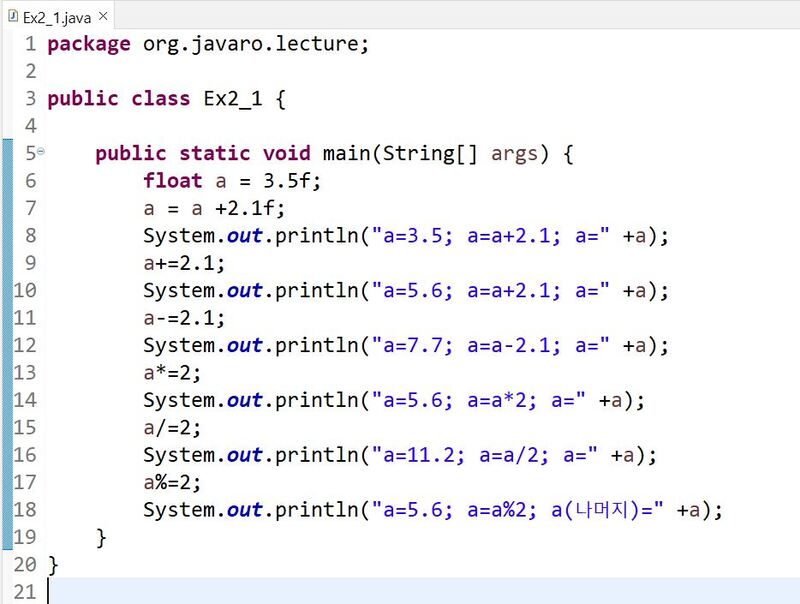 Ex2_1.java
1 package org.javaro.lecture;
2
3 public class Ex2_1 {
4
5 public static void main(String[] args) {
6 float a = 3.5f;
7 a = a +2.1f;
8 System.out.println("a=3.5; a=a+2.1; a=" +a);
9 a+=2.1;
10 System.out.println("a=5.6; a=a+2.1; a=" +a);
11 a-=2.1;
12 System.out.println("a=7.7; a=a-2.1; a=" +a);
13 a*=2;
14 System.out.println("a=5.6; a=a*2; a=" +a);
15 a/=2;
16 System.out.println("a=11.2; a=a/2; a=" +a);
17 a%=2;
18 System.out.println("a=5.6; a=a%2; a(나머지)=" +a);
19 }
20 }
21